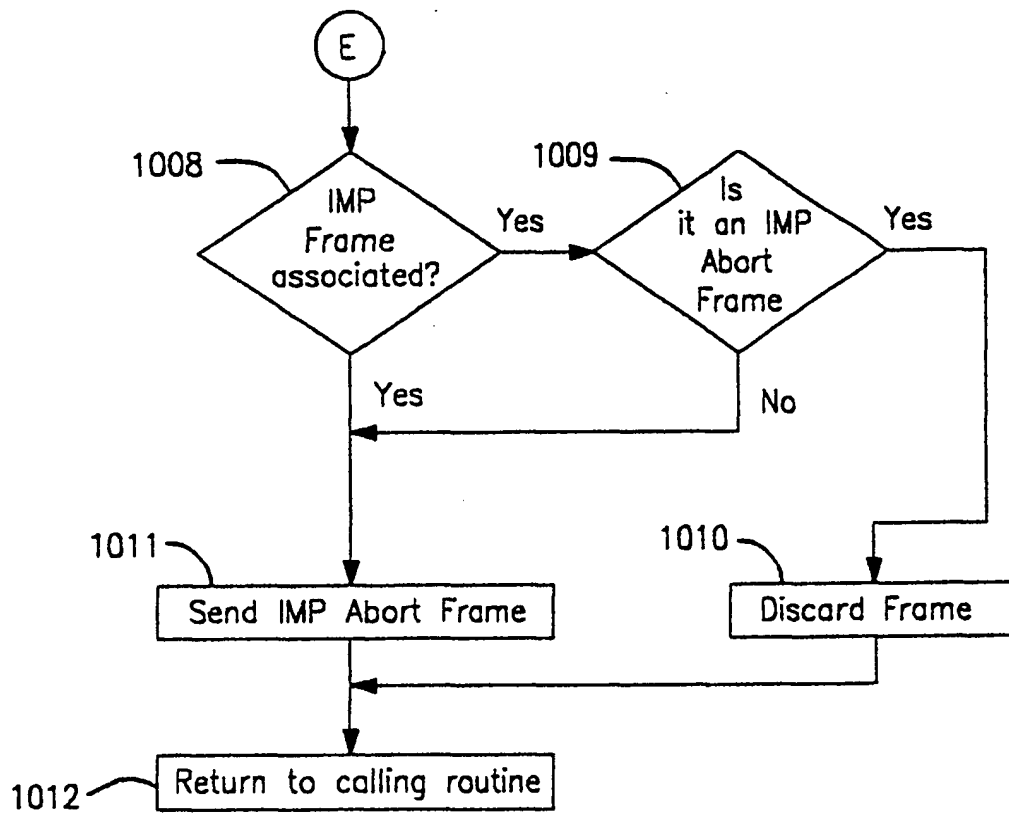 E
1008
IMP
Frame
associated?
Yes
1009
Is
it an IMP
Abort
Frame
Yes
Yes
No
1011
Send IMP Abort Frame
1010
Discard Frame
1012
Return to calling routine